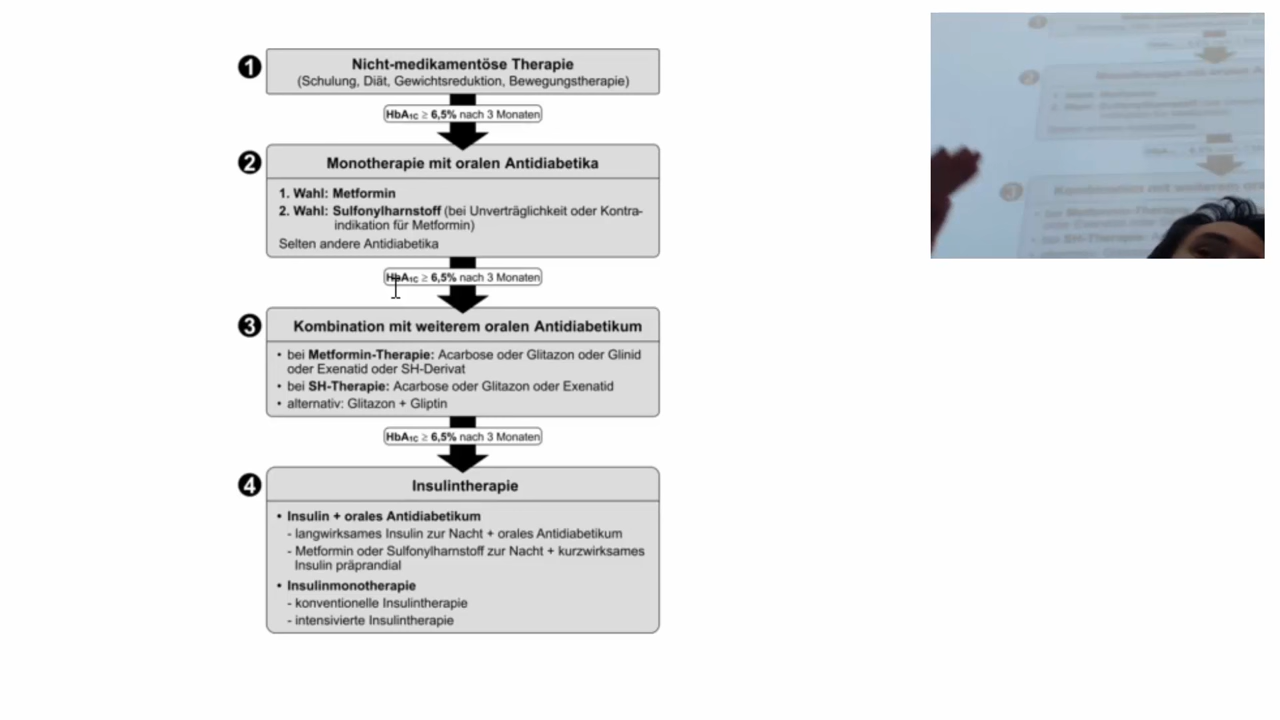 1
Nicht-medikamentöse Therapie
(Schulung, Diät, Gewichtsreduktion, Bewegungstherapie)
HbA1C ≥ 6,5% nach 3 Monaten
2
Monotherapie mit oralen Antidiabetika
1. Wahl: Metformin
2. Wahl: Sulfonylharnstoff (bei Unverträglichkeit oder Kontra-
indikation für Metformin)
Selten andere Antidiabetika
HbA1C ≥ 6,5% nach 3 Monaten
3
Kombination mit weiterem oralen Antidiabetikum
• bei Metformin-Therapie: Acarbose oder Glitazon oder Glinid
oder Exenatid oder SH-Derivat
• bei SH-Therapie: Acarbose oder Glitazon oder Exenatid
• alternativ: Glitazon + Gliptin
HbA1C ≥ 6,5% nach 3 Monaten
4
Insulintherapie
• Insulin + orales Antidiabetikum
- langwirksames Insulin zur Nacht + orales Antidiabetikum
- Metformin oder Sulfonylharnstoff zur Nacht + kurzwirksames
Insulin präprandial
• Insulinmonotherapie
- konventionelle Insulintherapie
- intensivierte Insulintherapie